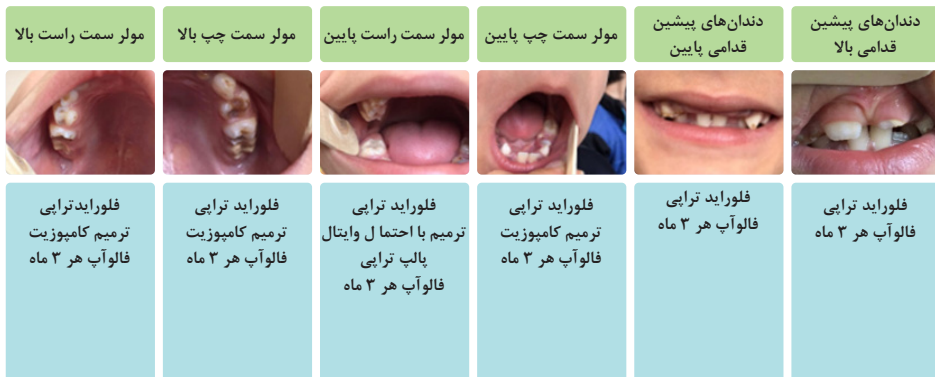 دندان‌های پیشین
قدامی بالا
دندان‌های پیشین
قدامی پایین
مولر سمت چپ پایین
مولر سمت راست پایین
مولر سمت چپ بالا
مولر سمت راست بالا
فلوراید تراپی
فالوآپ هر ۳ ماه
فلوراید تراپی
فالوآپ هر ۳ ماه
فلوراید تراپی
ترمیم کامپوزیت
فالوآپ هر ۳ ماه
فلوراید تراپی
ترمیم با احتما ل وایتال
پالپ تراپی
فالوآپ هر ۳ ماه
فلوراید تراپی
ترمیم کامپوزیت
فالوآپ هر ۳ ماه
فلورایدتراپی
ترمیم کامپوزیت
فالوآپ هر ۳ ماه